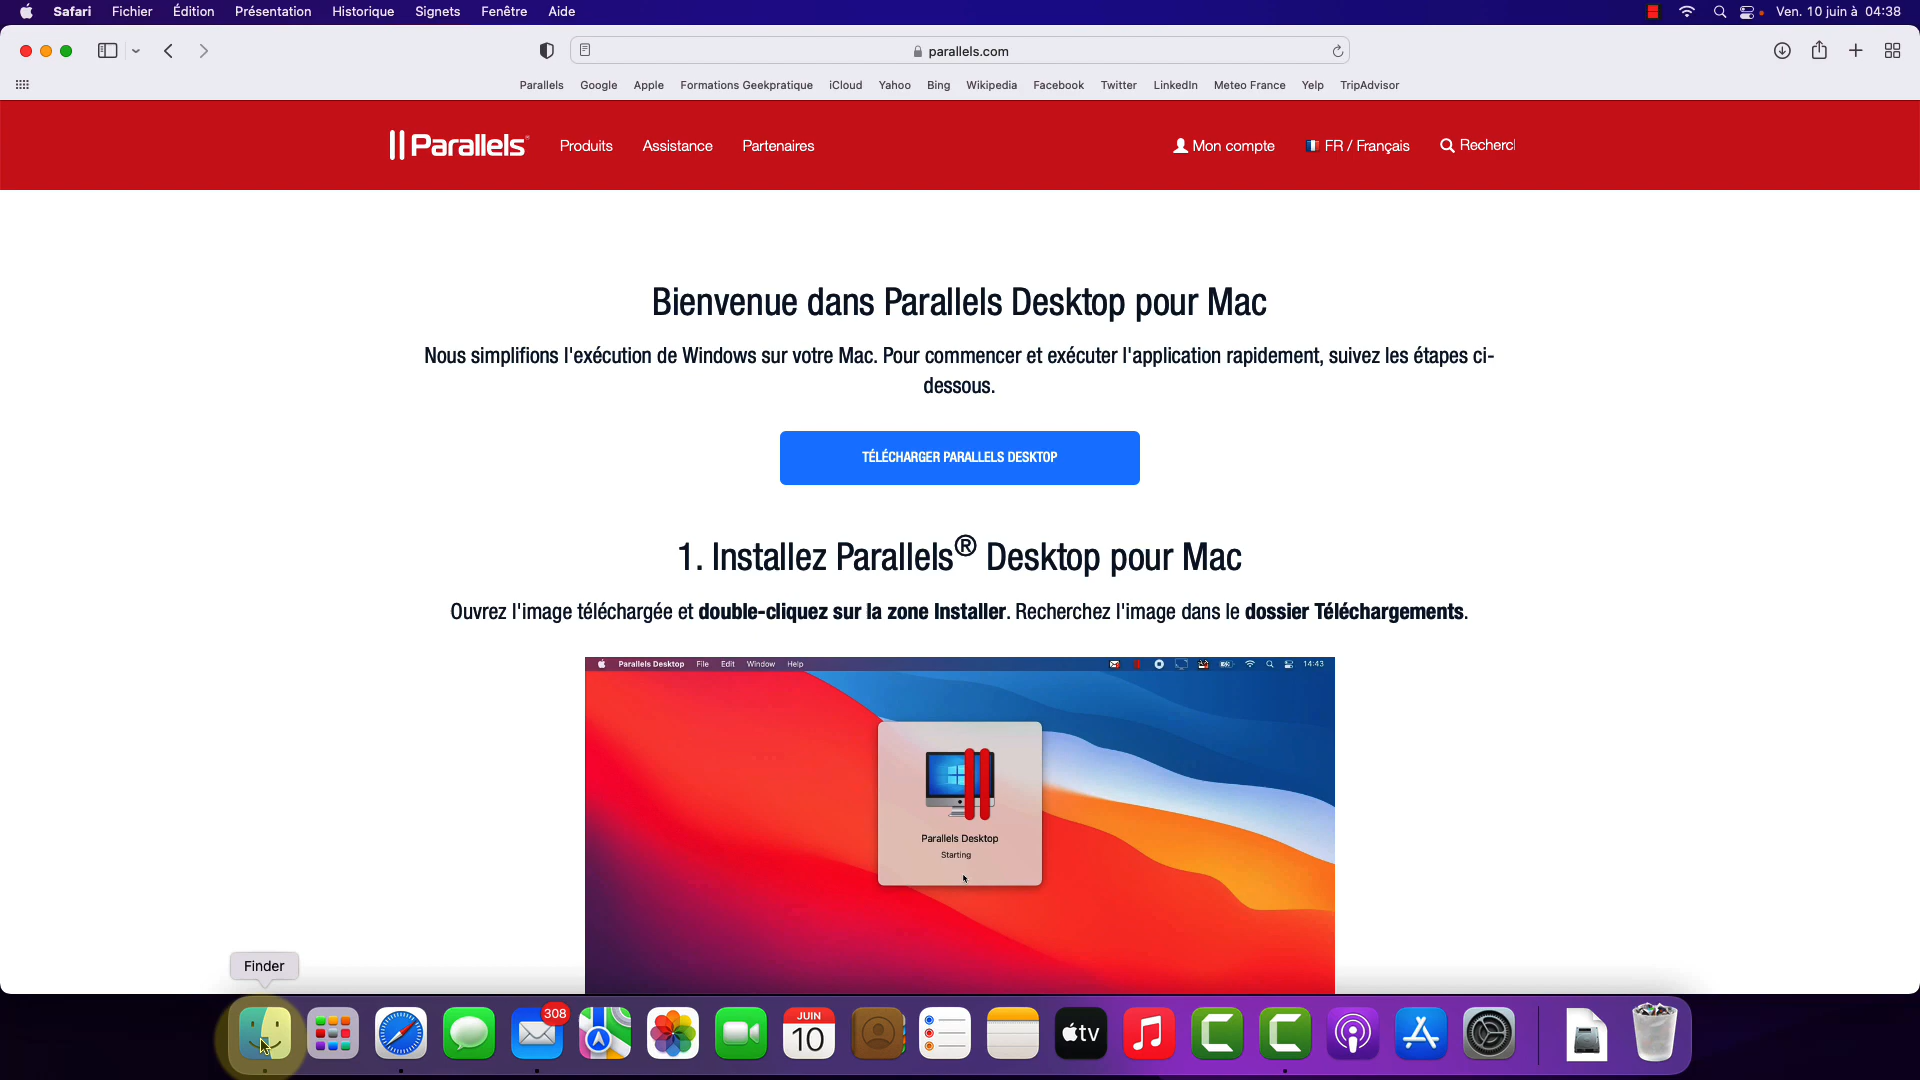 Safari Fichier Édition Présentation Historique Signets Fenêtre Aide Ven. 10 juin à 04:38
parallels.com
Parallels Google Apple Formations Geekpratique iCloud Yahoo Bing Wikipedia Facebook Twitter LinkedIn Meteo France Yelp TripAdvisor
Parallels Produits Assistance Partenaires Mon compte FR / Français Recherc
Bienvenue dans Parallels Desktop pour Mac
Nous simplifions l'exécution de Windows sur votre Mac. Pour commencer et exécuter l'application rapidement, suivez les étapes ci-
dessous.
TÉLÉCHARGER PARALLELS DESKTOP
1. Installez Parallels® Desktop pour Mac
Ouvrez l'image téléchargée et double-cliquez sur la zone Installer. Recherchez l'image dans le dossier Téléchargements.
Parallels Desktop File Edit Window Help 14:43
Parallels Desktop
Starting
Finder
308
JUIN
10
tv